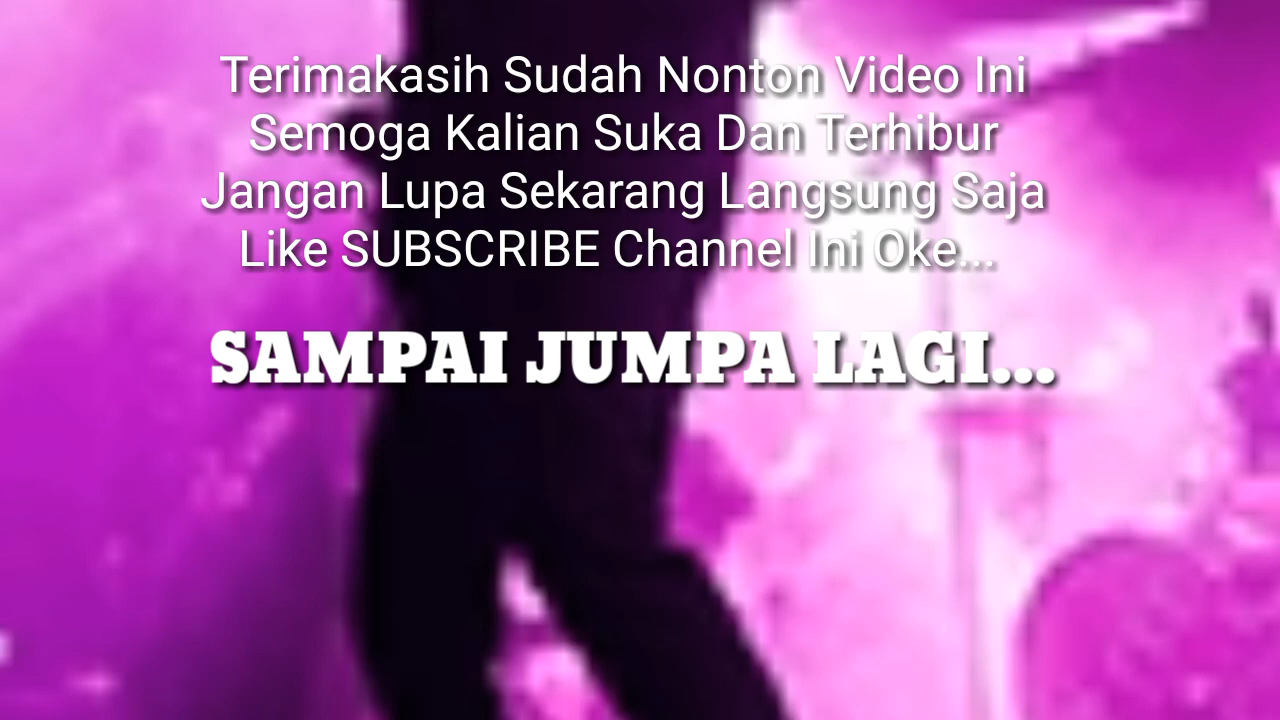 Terimakasih Sudah Nonton Video Ini
Semoga Kalian Suka Dan Terhibur
Jangan Lupa Sekarang Langsung Saja
Like SUBSCRIBE Channel Ini Oke...
SAMPAI JUMPA LAGI...